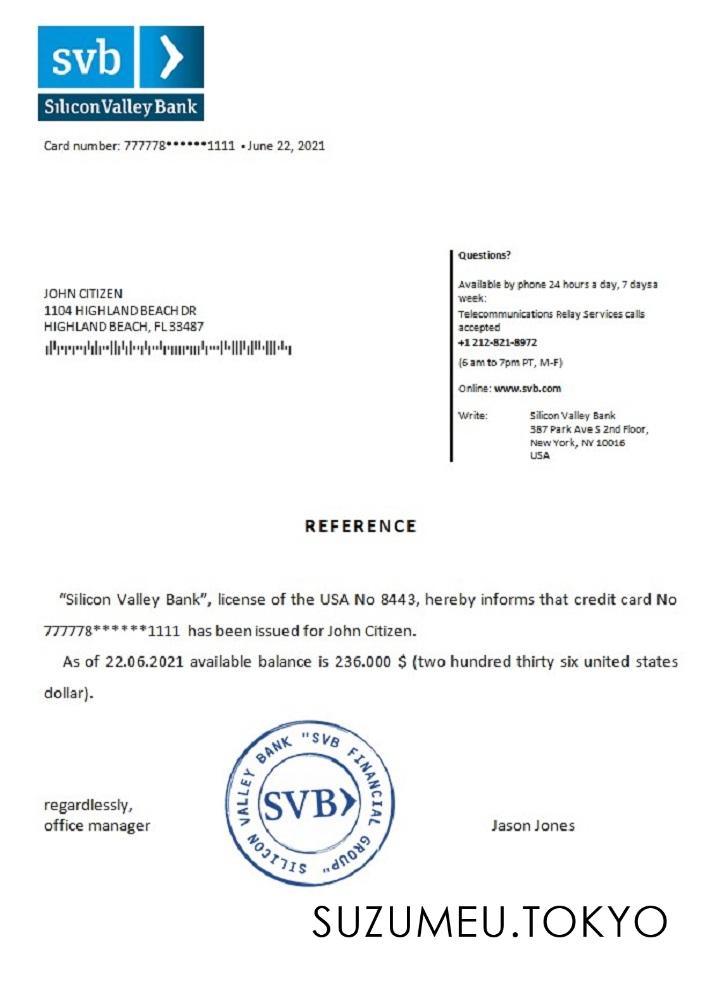 svb
Silicon Valley Bank
Card number: 777778******1111 • June 22, 2021
Questions?
Available by phone 24 hours a day, 7 daysa
week:
Telecommunications Relay Services calls
accepted
+1 212-821-8972
(6 am to 7pm PT, M-F)
Online: www.svb.com
Write: Silicon Valley Bank
387 Park Ave S 2nd Floor,
New York, NY 10016
USA
JOHN CITIZEN
1104 HIGHLAND BEACH DR
HIGHLAND BEACH, FL 33487
REFERENCE
“Silicon Valley Bank”, license of the USA No 8443, hereby informs that credit card No
777778******1111 has been issued for John Citizen.
As of 22.06.2021 available balance is 236.000 $ (two hundred thirty six united states
dollar).
regardlessly,
office manager
SILICON VALLEY BANK "SVB FINANCIAL GROUP"
SVB
Jason Jones
SUZUMEU.TOKYO